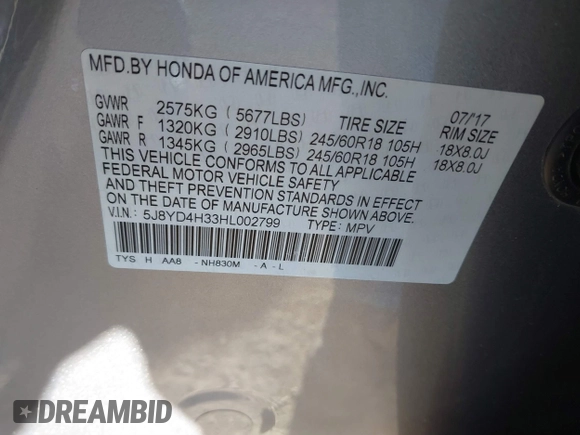 MFD.BY HONDA OF AMERICA MFG.,INC.
07/'17
GVWR 2575KG ( 5677LBS) TIRE SIZE RIM SIZE
GAWR F 1320KG ( 2910LBS) 245/60R18 105H 18X8.0J
GAWR R 1345KG ( 2965LBS) 245/60R18 105H 18X8.0J
THIS VEHICLE CONFORMS TO ALL APPLICABLE
FEDERAL MOTOR VEHICLE SAFETY
AND THEFT PREVENTION STANDARDS IN EFFECT
ON THE DATE OF MANUFACTURE SHOWN ABOVE.
V.I.N: 5J8YD4H33HL002799 TYPE: MPV
TYS H AA8 - NH830M - A - L
DREAMBID